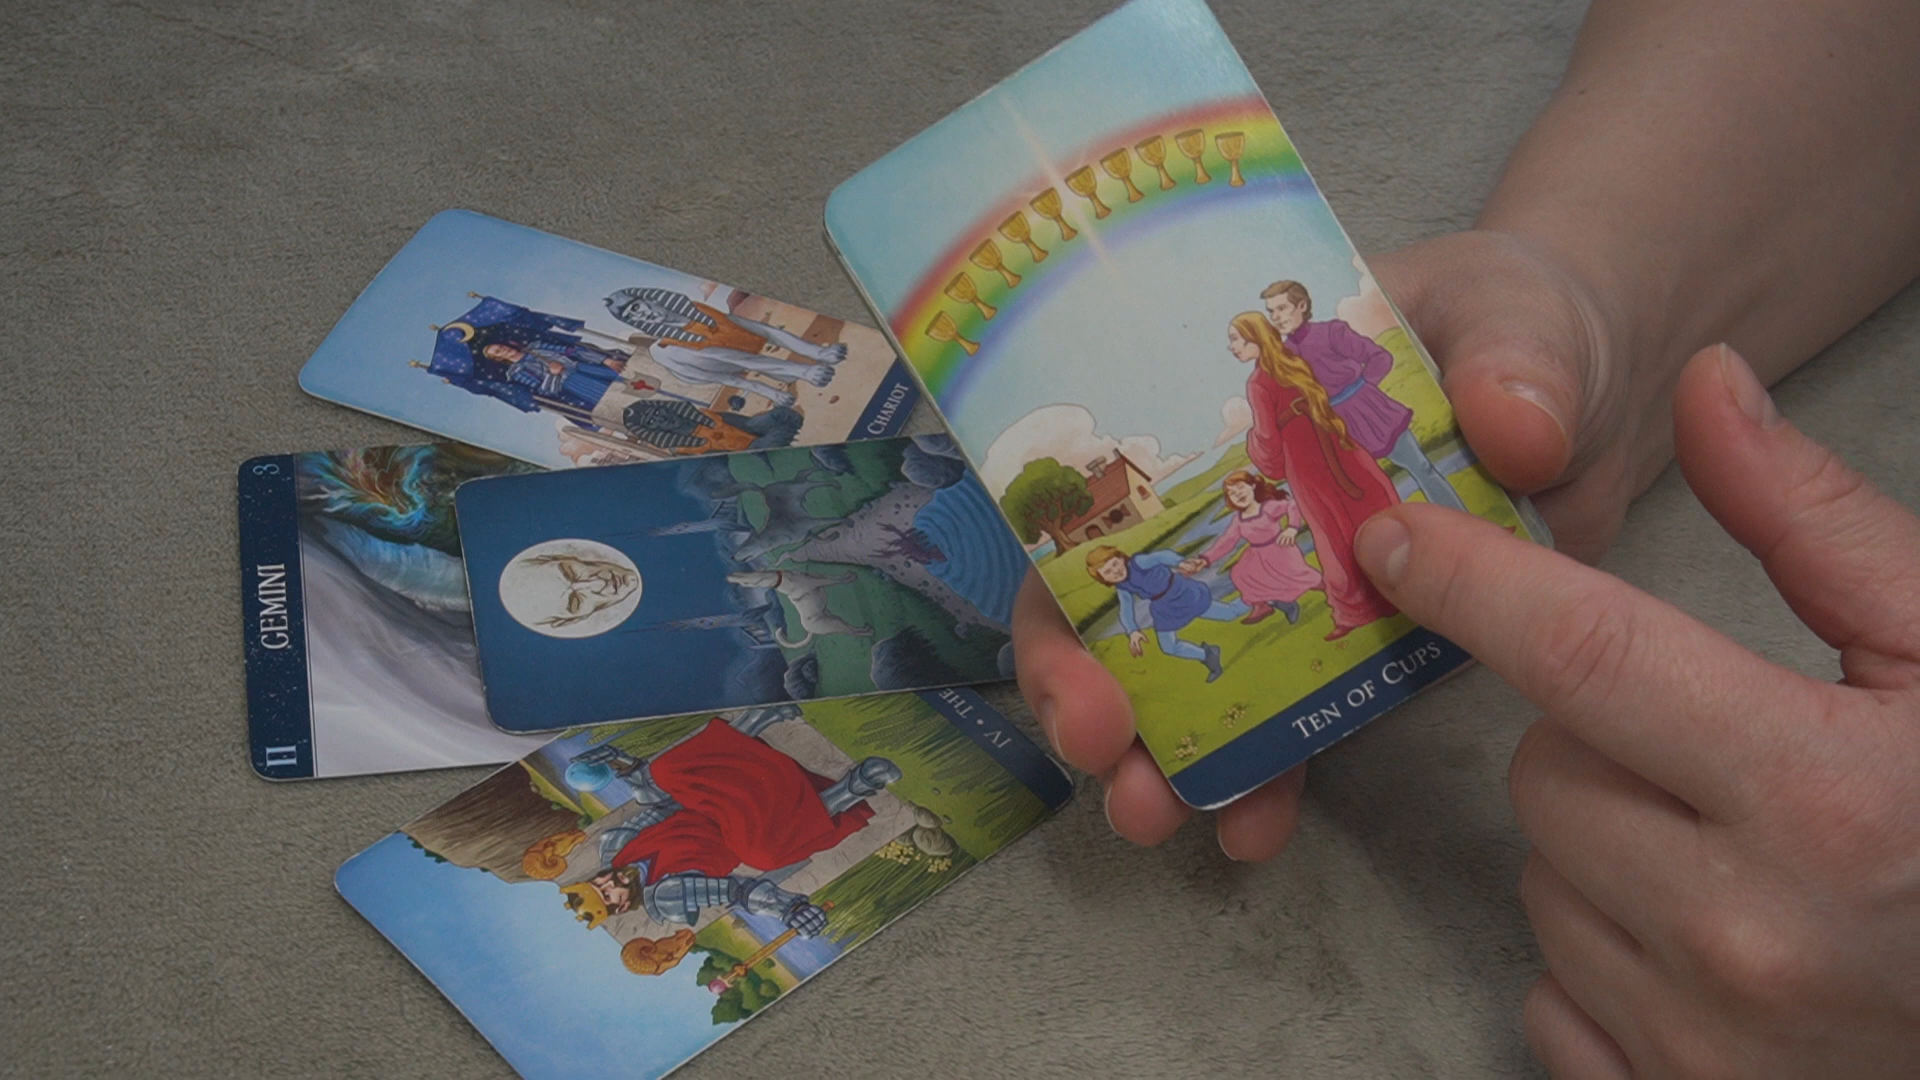 CHARIOT
3
GEMINI
IV • THE
TEN OF CUPS